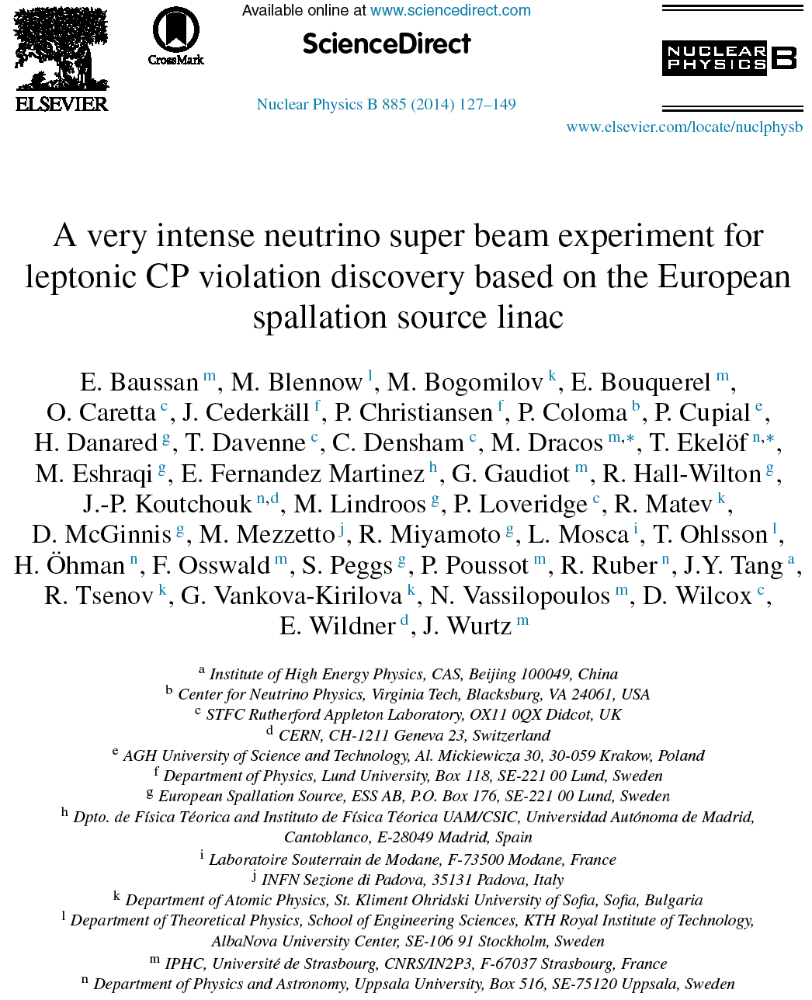 Available online at www.sciencedirect.com
CrossMark
ScienceDirect
NUCLEAR PHYSICS B
ELSEVIER
Nuclear Physics B 885 (2014) 127–149
www.elsevier.com/locate/nuclphysb
A very intense neutrino super beam experiment for
leptonic CP violation discovery based on the European
spallation source linac
E. Baussan m, M. Blennow l, M. Bogomilov k, E. Bouquerel m,
O. Caretta c, J. Cederkäll f, P. Christiansen f, P. Coloma b, P. Cupial e,
H. Danared g, T. Davenne c, C. Densham c, M. Dracos m,*, T. Ekelöf n,*,
M. Eshraqi g, E. Fernandez Martinez h, G. Gaudiot m, R. Hall-Wilton g,
J.-P. Koutchouk n,d, M. Lindroos g, P. Loveridge c, R. Matev k,
D. McGinnis g, M. Mezzetto j, R. Miyamoto g, L. Mosca i, T. Ohlsson l,
H. Öhman n, F. Osswald m, S. Peggs g, P. Poussot m, R. Ruber n, J.Y. Tang a,
R. Tsenov k, G. Vankova-Kirilova k, N. Vassilopoulos m, D. Wilcox c,
E. Wildner d, J. Wurtz m
a Institute of High Energy Physics, CAS, Beijing 100049, China
b Center for Neutrino Physics, Virginia Tech, Blacksburg, VA 24061, USA
c STFC Rutherford Appleton Laboratory, OX11 0QX Didcot, UK
d CERN, CH-1211 Geneva 23, Switzerland
e AGH University of Science and Technology, Al. Mickiewicza 30, 30-059 Krakow, Poland
f Department of Physics, Lund University, Box 118, SE-221 00 Lund, Sweden
g European Spallation Source, ESS AB, P.O. Box 176, SE-221 00 Lund, Sweden
h Dpto. de Física Téorica and Instituto de Física Téorica UAM/CSIC, Universidad Autónoma de Madrid,
Cantoblanco, E-28049 Madrid, Spain
i Laboratoire Souterrain de Modane, F-73500 Modane, France
j INFN Sezione di Padova, 35131 Padova, Italy
k Department of Atomic Physics, St. Kliment Ohridski University of Sofia, Sofia, Bulgaria
l Department of Theoretical Physics, School of Engineering Sciences, KTH Royal Institute of Technology,
AlbaNova University Center, SE-106 91 Stockholm, Sweden
m IPHC, Université de Strasbourg, CNRS/IN2P3, F-67037 Strasbourg, France
n Department of Physics and Astronomy, Uppsala University, Box 516, SE-75120 Uppsala, Sweden